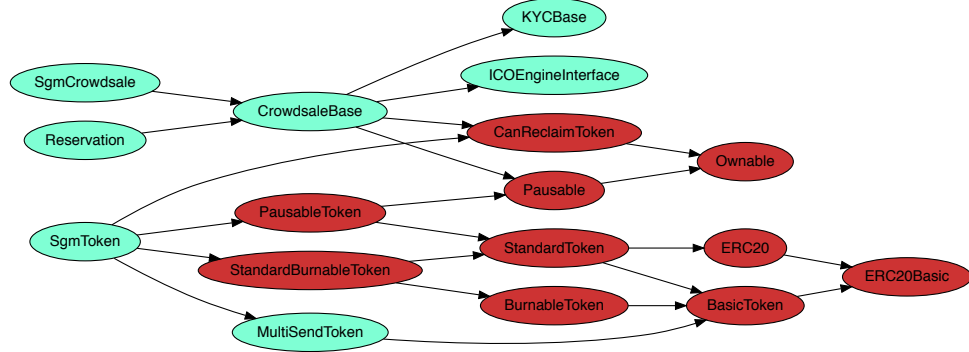 KYCBase
SgmCrowdsale
ICOEngineInterface
CrowdsaleBase
Reservation
CanReclaimToken
Ownable
Pausable
PausableToken
SgmToken
StandardToken
ERC20
StandardBurnableToken
ERC20Basic
BurnableToken
BasicToken
MultiSendToken